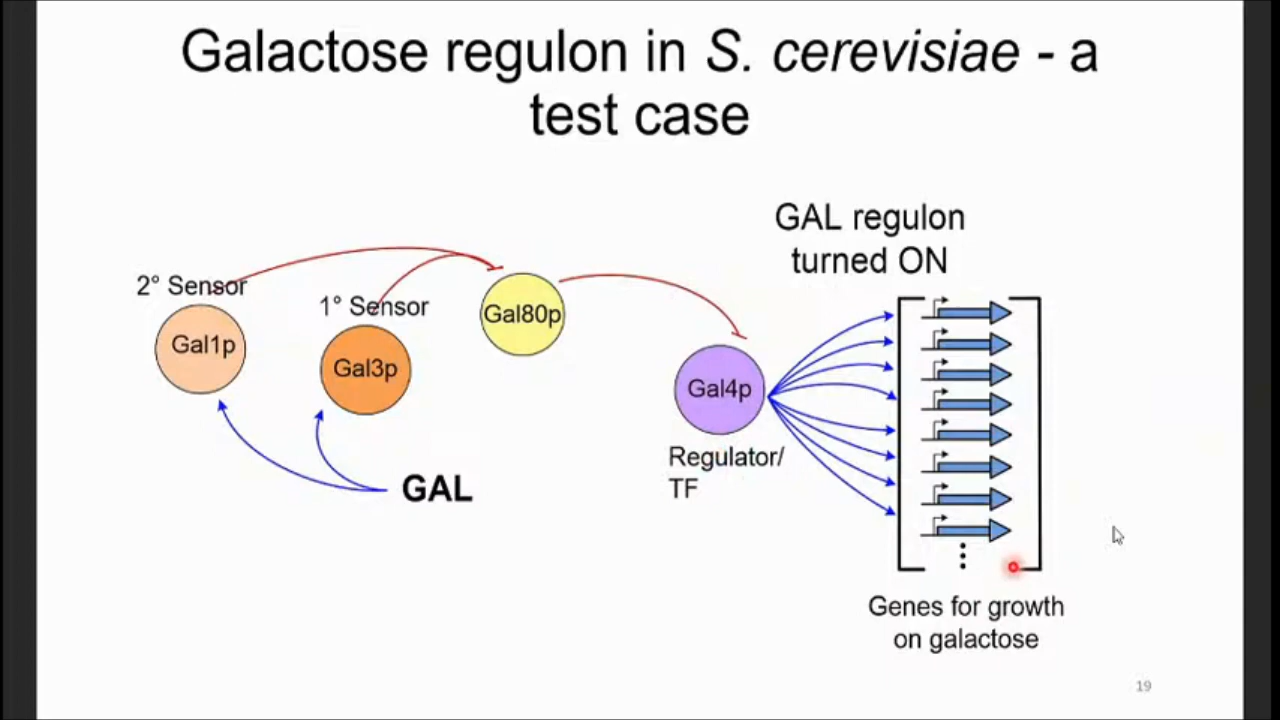 Galactose regulon in S. cerevisiae - a
test case
GAL regulon
turned ON
2° Sensor
1° Sensor
Gal1p
Gal3p
Gal80p
Gal4p
Regulator/
TF
GAL
Genes for growth
on galactose
19